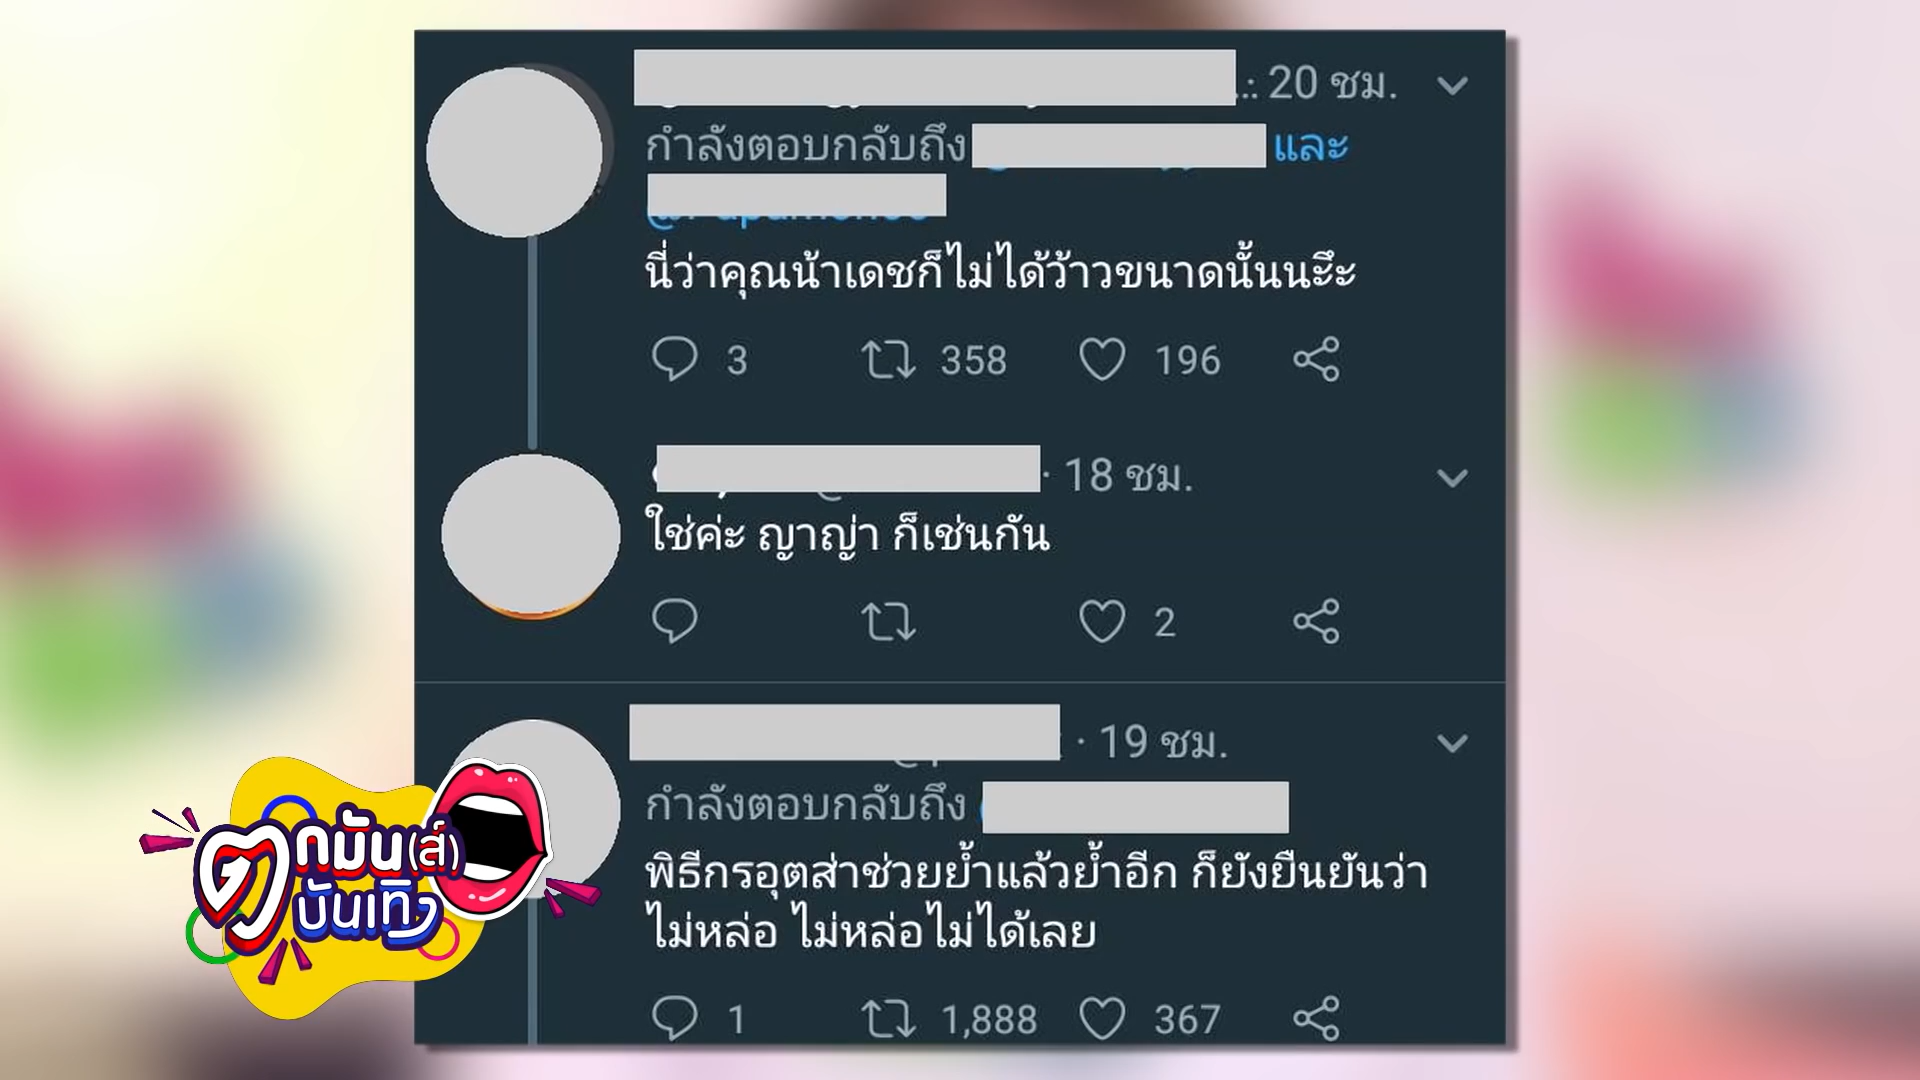 20 ชม.
กำลังตอบกลับถึง และ
นี่ว่าคุณน้าเดชก็ไม่ได้ว้าวขนาดนั้นนะึะ
3 358 196
18 ชม.
ใช่ค่ะ ญาญ่า ก็เช่นกัน
2
19 ชม.
กำลังตอบกลับถึง
พิธีกรอุตส่าช่วยย้ำแล้วย้ำอีก ก็ยังยืนยันว่า
ไม่หล่อ ไม่หล่อไม่ได้เลย
1 1,888 367
ตกมัน(ส์)
บันเทิง